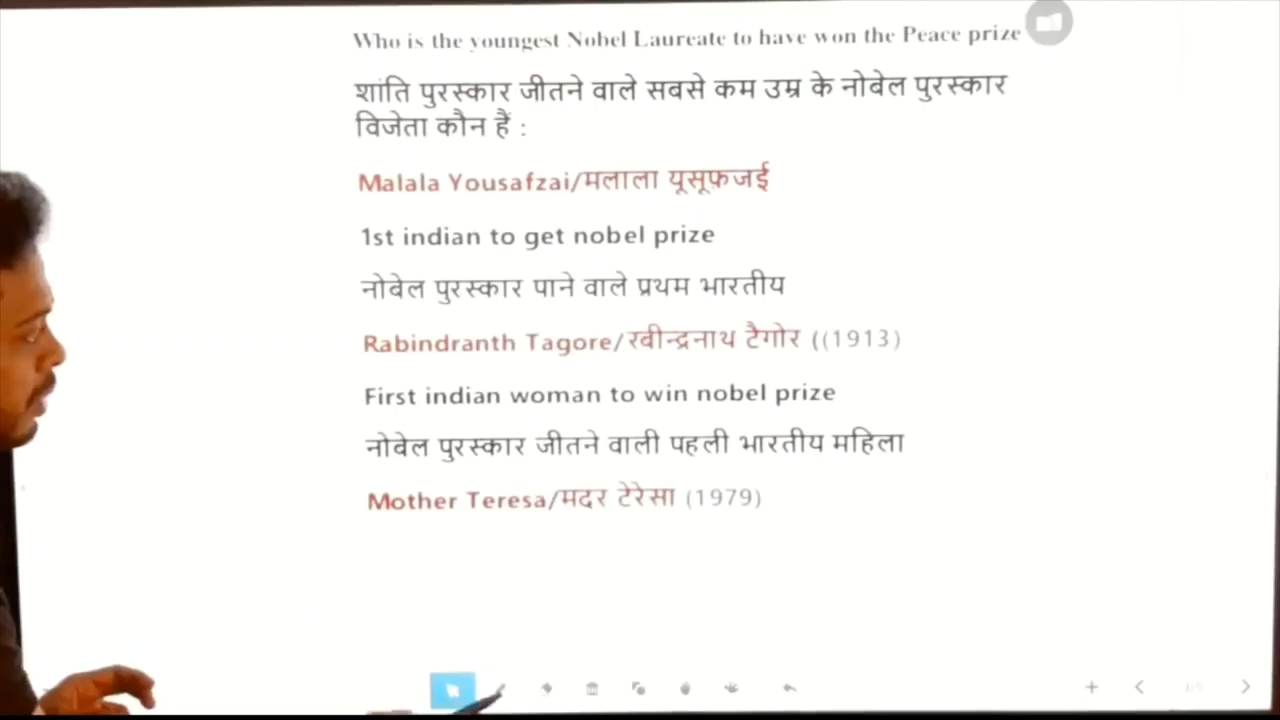 Who is the youngest Nobel Laureate to have won the Peace prize
शांति पुरस्कार जीतने वाले सबसे कम उम्र के नोबेल पुरस्कार
विजेता कौन हैं :
Malala Yousafzai/मलाला यूसूफ़जई
1st indian to get nobel prize
नोबेल पुरस्कार पाने वाले प्रथम भारतीय
Rabindranth Tagore/रवीन्द्रनाथ टैगोर ((1913)
First indian woman to win nobel prize
नोबेल पुरस्कार जीतने वाली पहली भारतीय महिला
Mother Teresa/मदर टेरेसा (1979)